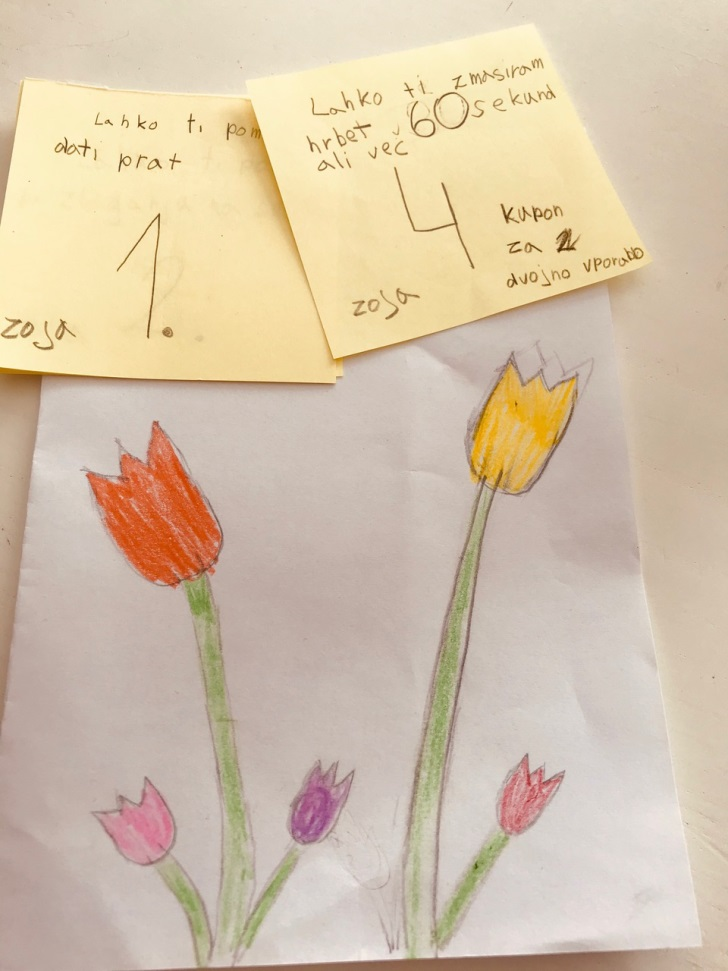 Lahko ti
dati prat
1.
zoja
Lahko ti zmasiram
hrbet 60 sekund
ali več
4
kupon
za 2
dvojno vporabo
zoja